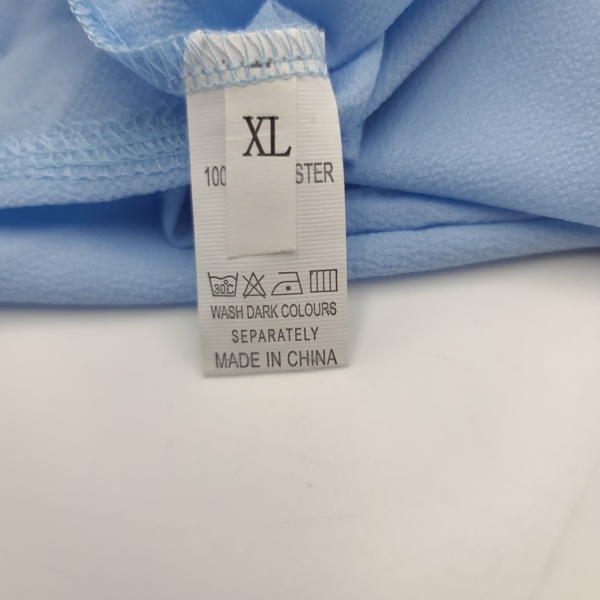 XL
100 STER
30°C
WASH DARK COLOURS
SEPARATELY
MADE IN CHINA